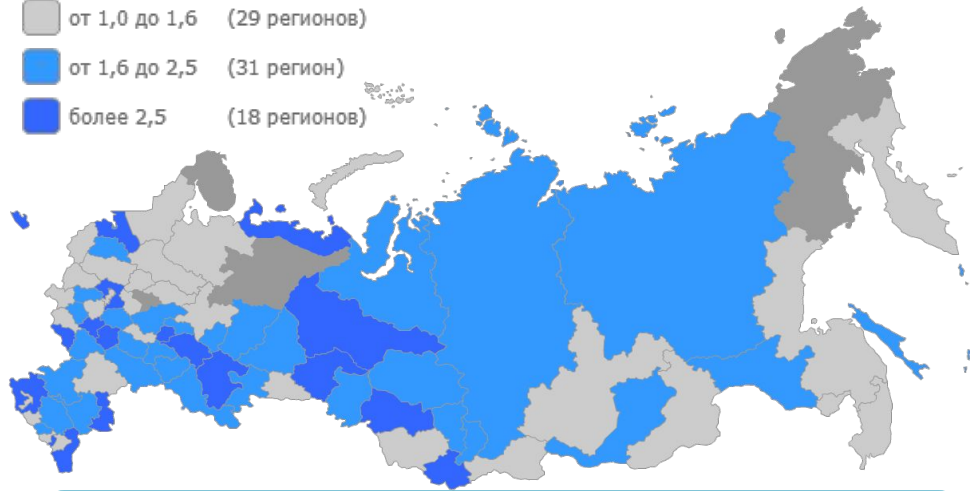 от 1,0 до 1,6 (29 регионов)
от 1,6 до 2,5 (31 регион)
более 2,5 (18 регионов)